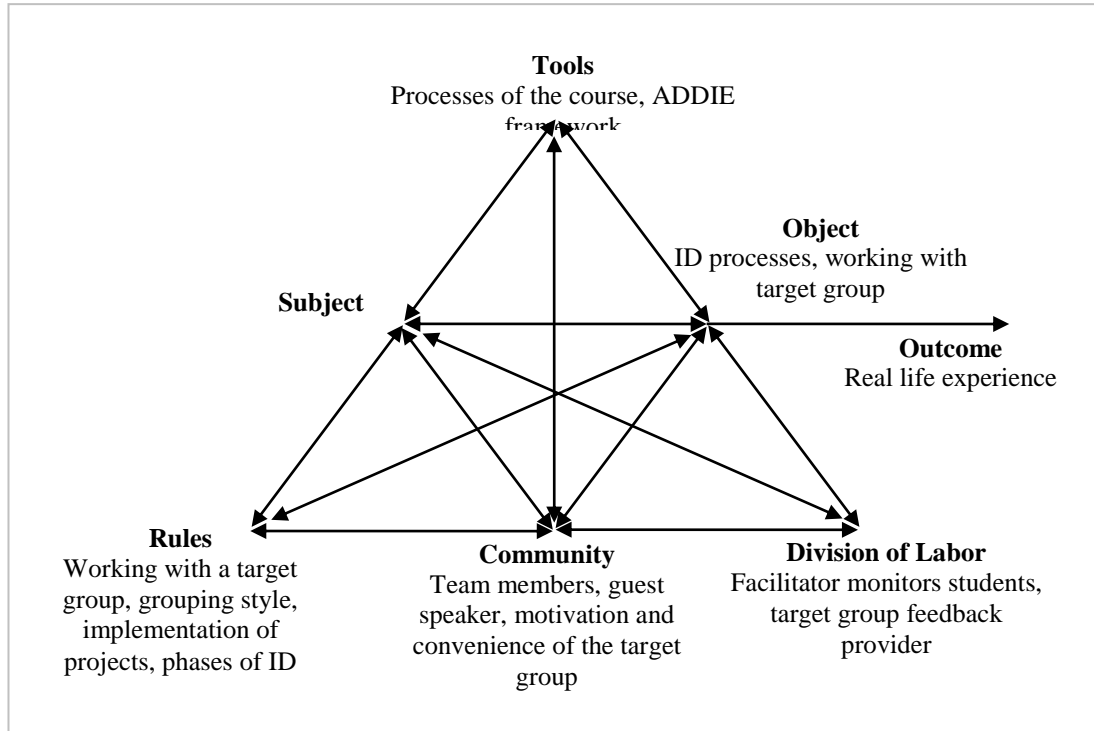 Tools
Processes of the course, ADDIE
framework
Object
ID processes, working with
target group
Subject
Outcome
Real life experience
Rules
Working with a target
group, grouping style,
implementation of
projects, phases of ID
Community
Team members, guest
speaker, motivation and
convenience of the target
group
Division of Labor
Facilitator monitors students,
target group feedback
provider